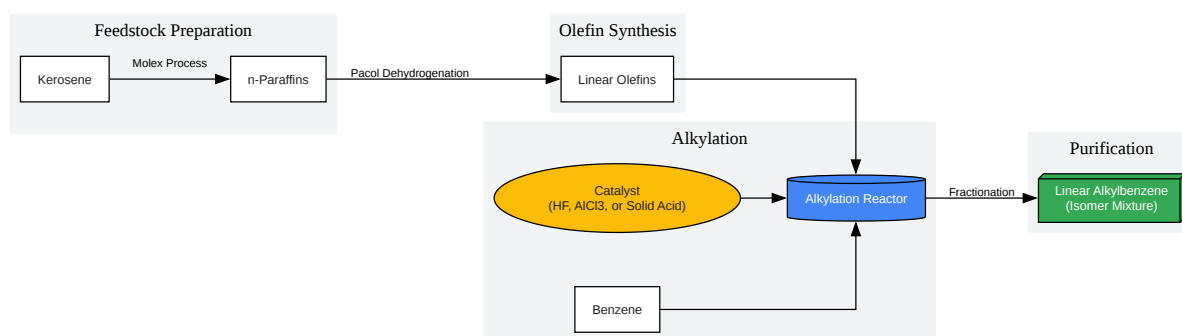 Feedstock Preparation
Kerosene
Molex Process
n-Paraffins
Pacol Dehydrogenation
Olefin Synthesis
Linear Olefins
Alkylation
Catalyst
(HF, AlCl3, or Solid Acid)
Alkylation Reactor
Benzene
Fractionation
Purification
Linear Alkylbenzene
(Isomer Mixture)